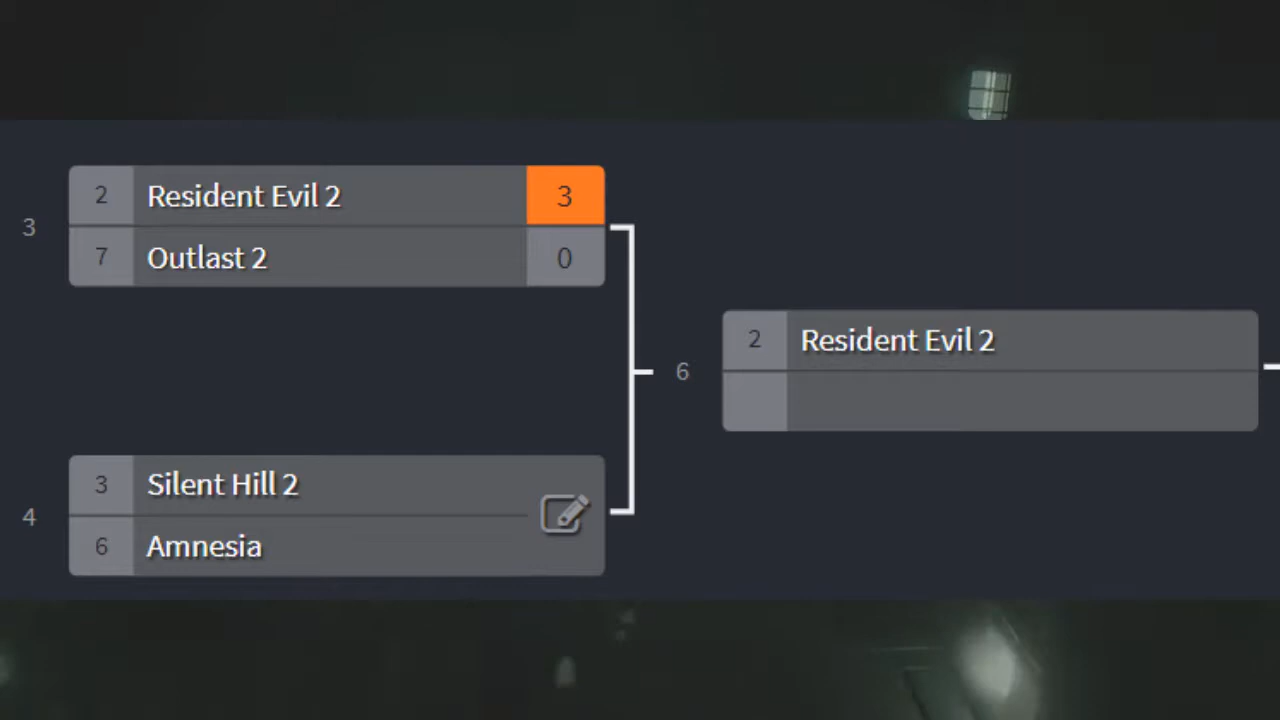 3
2 Resident Evil 2 3
7 Outlast 2 0
6
2 Resident Evil 2
4
3 Silent Hill 2
6 Amnesia